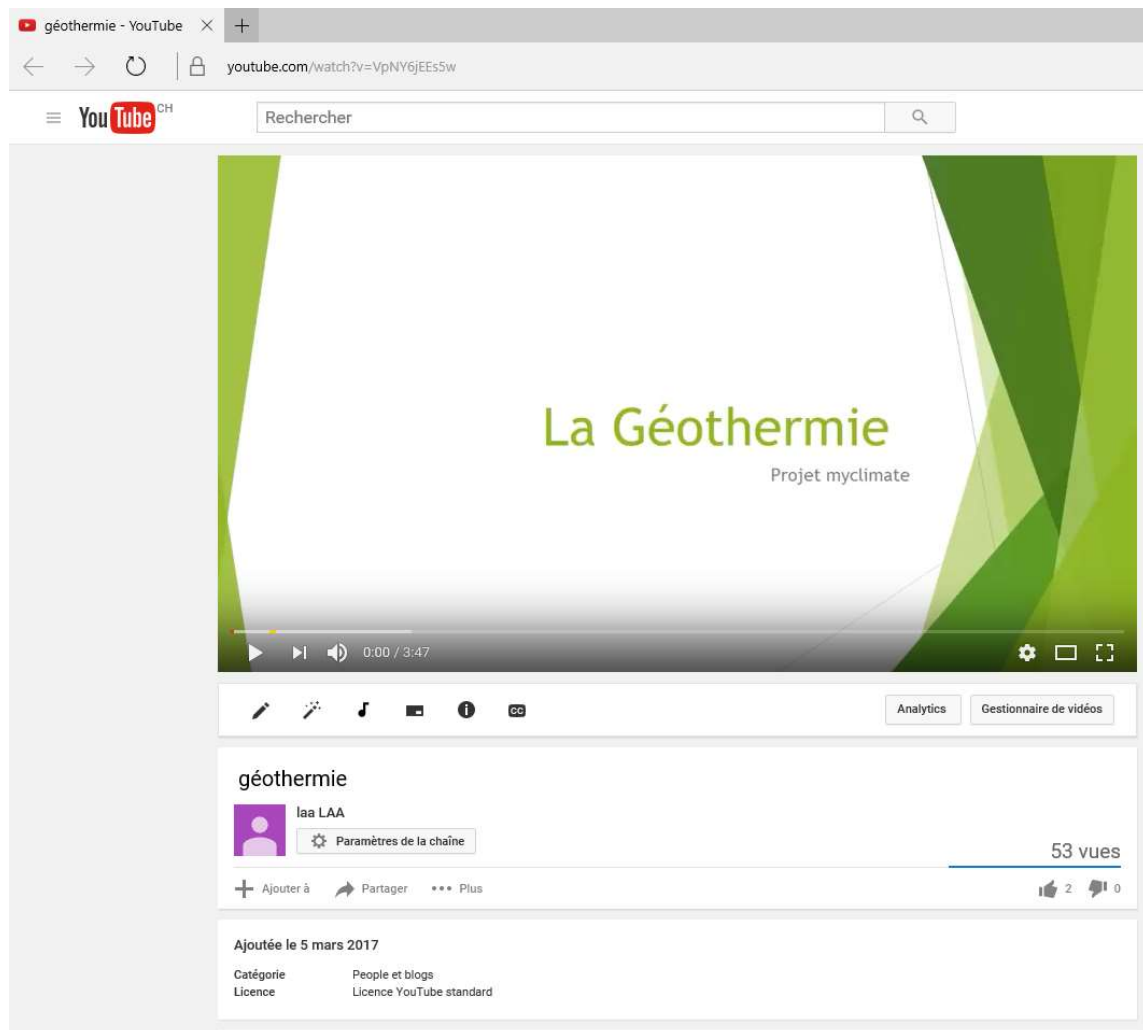 géothermie - YouTube
youtube.com/watch?v=VpNY6jEEs5w
YouTube CH
Rechercher
La Géothermie
Projet myclimate
0:00 / 3:47
CC
Analytics
Gestionnaire de vidéos
géothermie
laa LAA
Paramètres de la chaîne
53 vues
Ajouter à
Partager
Plus
2
0
Ajoutée le 5 mars 2017
Catégorie People et blogs
Licence Licence YouTube standard